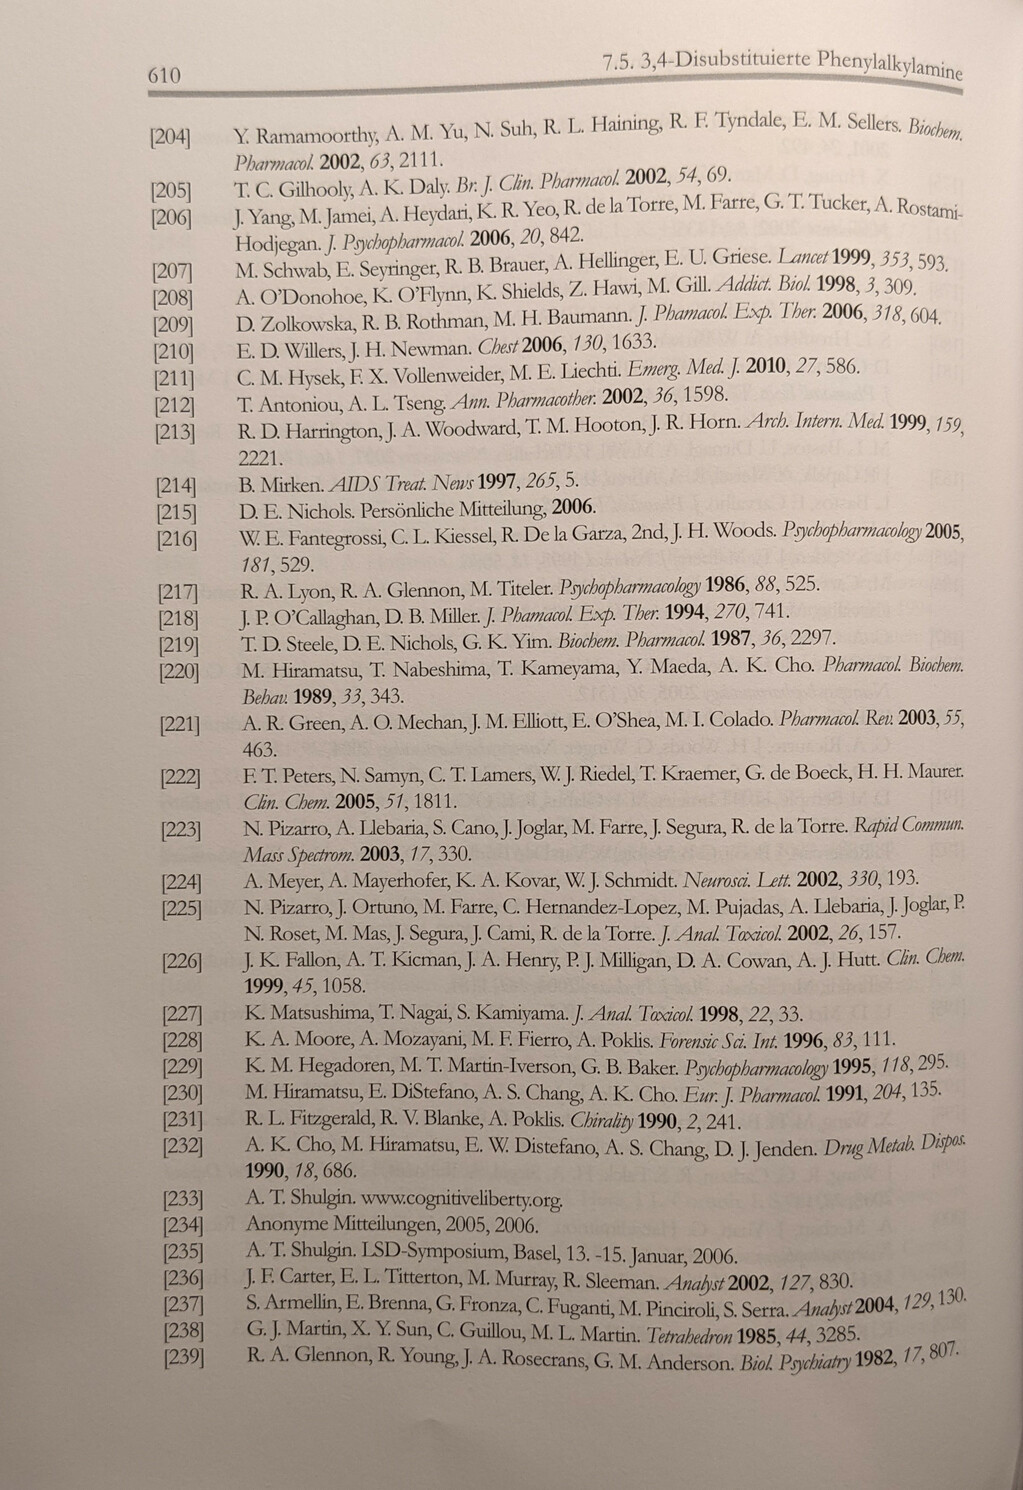 610
7.5. 3,4-Disubstituierte Phenylalkylamine
[204] Y. Ramamoorthy, A. M. Yu, N. Suh, R. L. Haining, R. F. Tyndale, E. M. Sellers. Biochem.
Pharmacol. 2002, 63, 2111.
[205] T. C. Gilhooly, A. K. Daly. Br. J. Clin. Pharmacol. 2002, 54, 69.
[206] J. Yang, M. Jamei, A. Heydari, K. R. Yeo, R. de la Torre, M. Farre, G. T. Tucker, A. Rostami-
Hodjegan. J. Psychopharmacol. 2006, 20, 842.
[207] M. Schwab, E. Seyringer, R. B. Brauer, A. Hellinger, E. U. Griese. Lancet 1999, 353, 593.
[208] A. O'Donohoe, K. O'Flynn, K. Shields, Z. Hawi, M. Gill. Addict. Biol. 1998, 3, 309.
[209] D. Zolkowska, R. B. Rothman, M. H. Baumann. J. Phamacol. Exp. Ther. 2006, 318, 604.
[210] E. D. Willers, J. H. Newman. Chest 2006, 130, 1633.
[211] C. M. Hysek, F. X. Vollenweider, M. E. Liechti. Emerg. Med. J. 2010, 27, 586.
[212] T. Antoniou, A. L. Tseng. Ann. Pharmacother. 2002, 36, 1598.
[213] R. D. Harrington, J. A. Woodward, T. M. Hooton, J. R. Horn. Arch. Intern. Med. 1999, 159,
2221.
[214] B. Mirken. AIDS Treat. News 1997, 265, 5.
[215] D. E. Nichols. Persönliche Mitteilung, 2006.
[216] W. E. Fantegrossi, C. L. Kiessel, R. De la Garza, 2nd, J. H. Woods. Psychopharmacology 2005,
181, 529.
[217] R. A. Lyon, R. A. Glennon, M. Titeler. Psychopharmacology 1986, 88, 525.
[218] J. P. O'Callaghan, D. B. Miller. J. Phamacol. Exp. Ther. 1994, 270, 741.
[219] T. D. Steele, D. E. Nichols, G. K. Yim. Biochem. Pharmacol. 1987, 36, 2297.
[220] M. Hiramatsu, T. Nabeshima, T. Kameyama, Y. Maeda, A. K. Cho. Pharmacol. Biochem.
Behav. 1989, 33, 343.
[221] A. R. Green, A. O. Mechan, J. M. Elliott, E. O'Shea, M. I. Colado. Pharmacol. Rev. 2003, 55,
463.
[222] F. T. Peters, N. Samyn, C. T. Lamers, W. J. Riedel, T. Kraemer, G. de Boeck, H. H. Maurer.
Clin. Chem. 2005, 51, 1811.
[223] N. Pizarro, A. Llebaria, S. Cano, J. Joglar, M. Farre, J. Segura, R. de la Torre. Rapid Commun.
Mass Spectrom. 2003, 17, 330.
[224] A. Meyer, A. Mayerhofer, K. A. Kovar, W. J. Schmidt. Neurosci. Lett. 2002, 330, 193.
[225] N. Pizarro, J. Ortuno, M. Farre, C. Hernandez-Lopez, M. Pujadas, A. Llebaria, J. Joglar, P.
N. Roset, M. Mas, J. Segura, J. Cami, R. de la Torre. J. Anal. Toxicol. 2002, 26, 157.
[226] J. K. Fallon, A. T. Kicman, J. A. Henry, P. J. Milligan, D. A. Cowan, A. J. Hutt. Clin. Chem.
1999, 45, 1058.
[227] K. Matsushima, T. Nagai, S. Kamiyama. J. Anal. Toxicol. 1998, 22, 33.
[228] K. A. Moore, A. Mozayani, M. F. Fierro, A. Poklis. Forensic Sci. Int. 1996, 83, 111.
[229] K. M. Hegadoren, M. T. Martin-Iverson, G. B. Baker. Psychopharmacology 1995, 118, 295.
[230] M. Hiramatsu, E. DiStefano, A. S. Chang, A. K. Cho. Eur. J. Pharmacol. 1991, 204, 135.
[231] R. L. Fitzgerald, R. V. Blanke, A. Poklis. Chirality 1990, 2, 241.
[232] A. K. Cho, M. Hiramatsu, E. W. Distefano, A. S. Chang, D. J. Jenden. Drug Metab. Dispos.
1990, 18, 686.
[233] A. T. Shulgin. www.cognitiveliberty.org.
[234] Anonyme Mitteilungen, 2005, 2006.
[235] A. T. Shulgin. LSD-Symposium, Basel, 13. -15. Januar, 2006.
[236] J. F. Carter, E. L. Titterton, M. Murray, R. Sleeman. Analyst 2002, 127, 830.
[237] S. Armellin, E. Brenna, G. Fronza, C. Fuganti, M. Pinciroli, S. Serra. Analyst 2004, 129, 130.
[238] G. J. Martin, X. Y. Sun, C. Guillou, M. L. Martin. Tetrahedron 1985, 44, 3285.
[239] R. A. Glennon, R. Young, J. A. Rosecrans, G. M. Anderson. Biol. Psychiatry 1982, 17, 807.